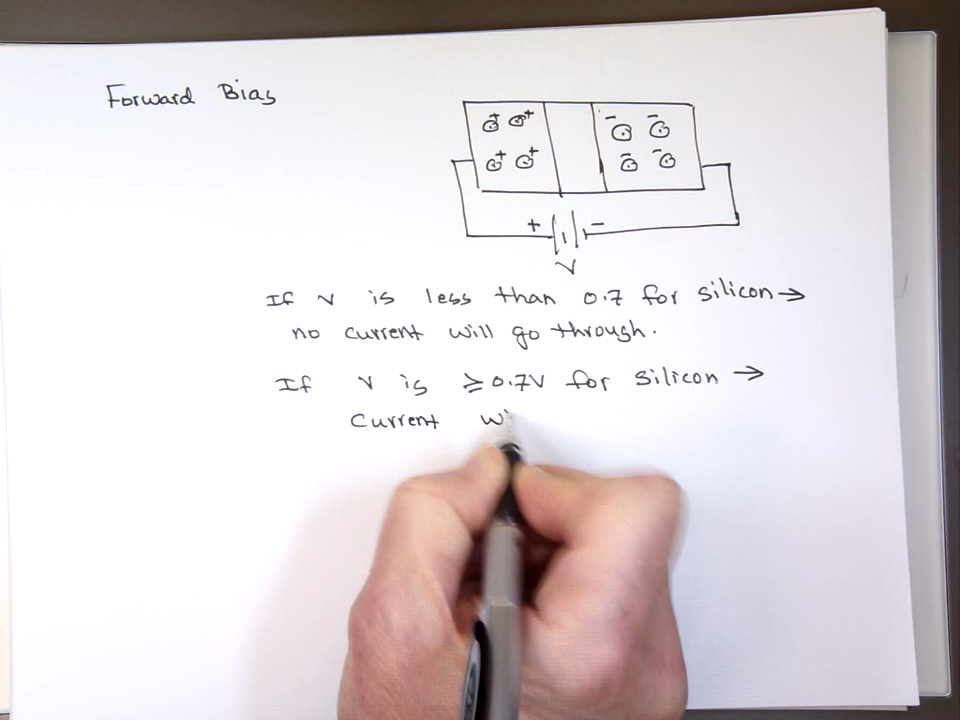 Forward Bias
+ + - -
+ + - -
+ -
V
If V is less than 0.7 for silicon →
no current will go through.
If V is ≥ 0.7V for silicon →
Current wi